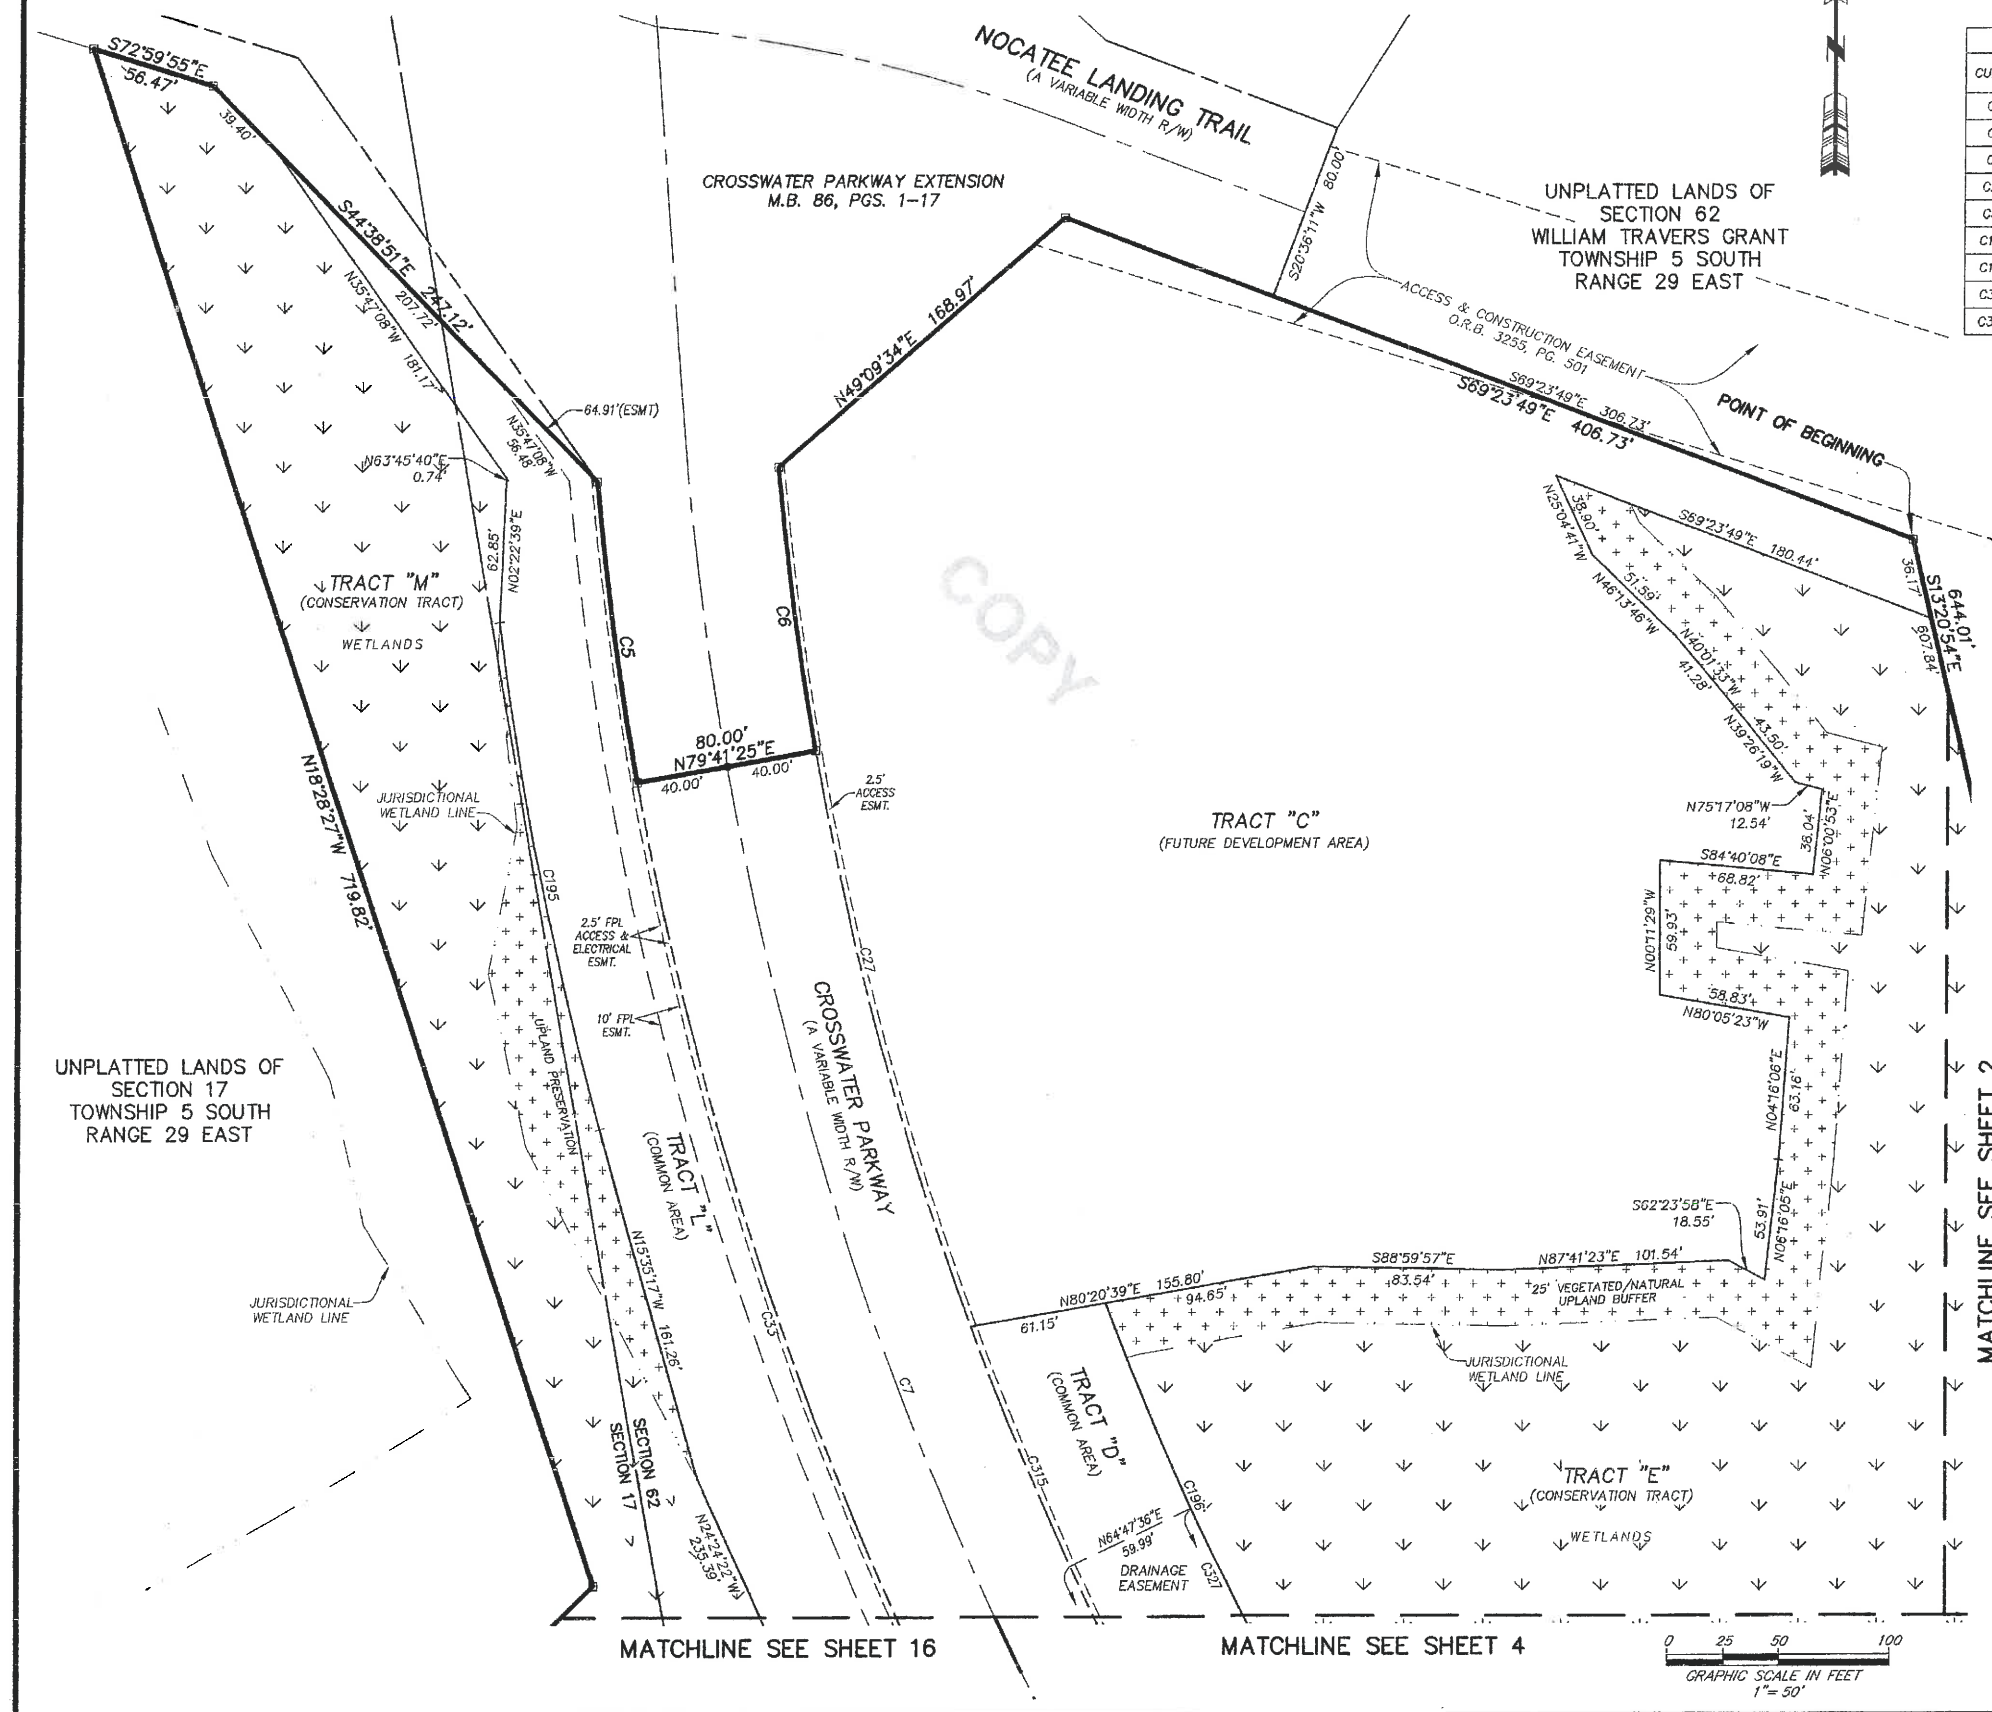 S72°59'55"E
56.47'
39.40'
S44°38'51"E 247.12'
207.72'
N35°47'08"W 181.17'
64.91'(ESMT)
N35°47'08"W
56.48'
N63°45'40"E
0.74'
62.85'
N02°22'39"E
NOCATEE LANDING TRAIL
(A VARIABLE WIDTH R/W)
CROSSWATER PARKWAY EXTENSION
M.B. 86, PGS. 1-17
N49°09'34"E 168.97'
S20°36'11"W 80.00'
UNPLATTED LANDS OF
SECTION 62
WILLIAM TRAVERS GRANT
TOWNSHIP 5 SOUTH
RANGE 29 EAST
ACCESS & CONSTRUCTION EASEMENT
O.R.B. 3255, PG. 501
S69°23'49"E 306.73'
S69°23'49"E 406.73'
POINT OF BEGINNING
N
CU
TRACT "M"
(CONSERVATION TRACT)
WETLANDS
C5
C6
80.00'
N79°41'25"E
40.00'
40.00'
COPY
2.5'
ACCESS
ESMT.
TRACT "C"
(FUTURE DEVELOPMENT AREA)
S69°23'49"E 180.44'
N25°04'41"W
38.90'
N46°13'46"W
51.59'
N40°01'33"W
41.28'
N39°26'19"W
43.50'
36.17'
S13°20'54"E
644.01'
607.84'
N75°17'08"W
12.54'
36.04'
N06°00'53"E
S84°40'08"E
68.82'
N00°11'29"W
59.93'
58.83'
N80°05'23"W
N04°16'06"E
63.16'
S62°23'58"E
18.55'
53.91'
N06°16'05"E
N18°28'27"W 719.82'
JURISDICTIONAL
WETLAND LINE
C195
2.5' FPL
ACCESS &
ELECTRICAL
ESMT.
10' FPL
ESMT.
UPLAND PRESERVATION
C27
CROSSWATER PARKWAY
(A VARIABLE WIDTH R/W)
UNPLATTED LANDS OF
SECTION 17
TOWNSHIP 5 SOUTH
RANGE 29 EAST
TRACT "L"
(COMMON AREA)
N15°35'17"W 161.26'
C33
C7
JURISDICTIONAL
WETLAND LINE
N80°20'39"E 155.80'
94.65'
61.15'
S88°59'57"E
83.54'
N87°41'23"E 101.54'
25' VEGETATED/NATURAL
UPLAND BUFFER
JURISDICTIONAL
WETLAND LINE
TRACT "D"
(COMMON AREA)
C315
C196
N64°47'36"E
59.99'
DRAINAGE
EASEMENT
C327
TRACT "E"
(CONSERVATION TRACT)
WETLANDS
SECTION 62
SECTION 17
N24°24'22"W
235.39'
MATCHLINE SEE SHEET 2
MATCHLINE SEE SHEET 16
MATCHLINE SEE SHEET 4
0 25 50 100
GRAPHIC SCALE IN FEET
1"= 50'